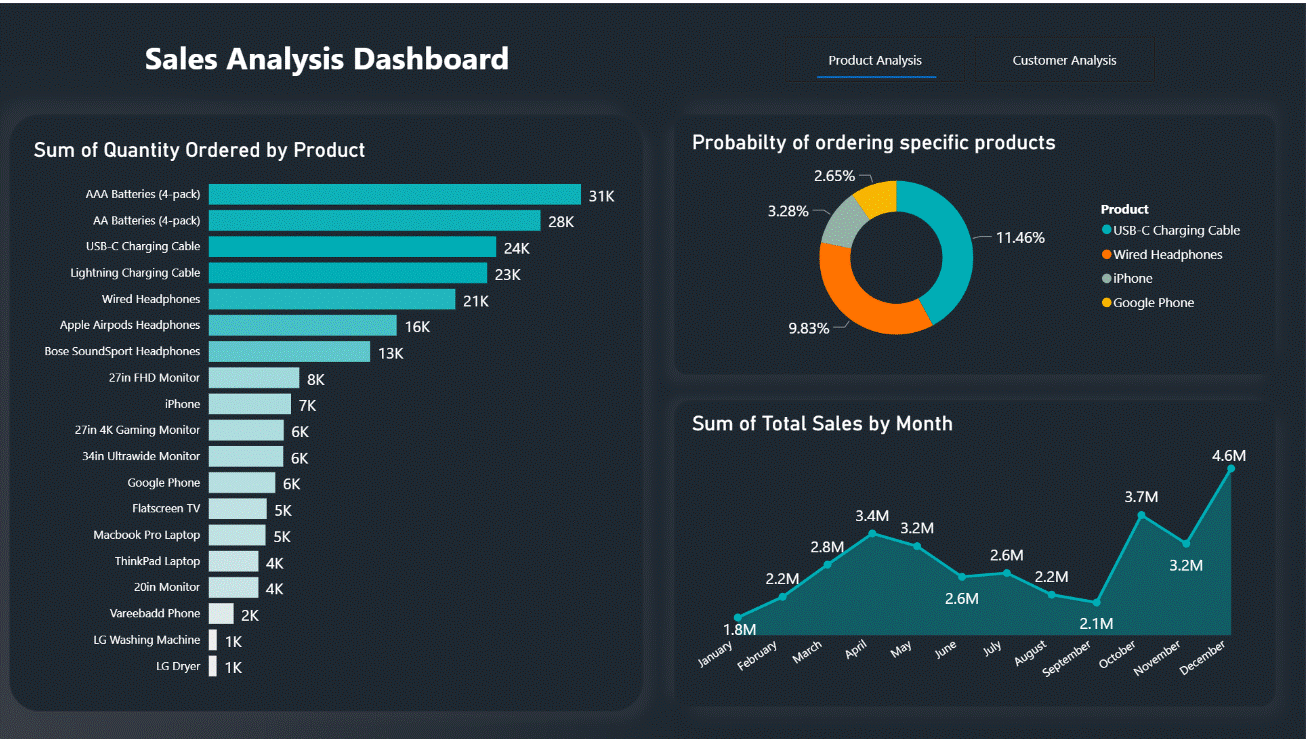 Sales Analysis Dashboard
Product Analysis
Customer Analysis
Sum of Quantity Ordered by Product
AAA Batteries (4-pack) 31K
AA Batteries (4-pack) 28K
USB-C Charging Cable 24K
Lightning Charging Cable 23K
Wired Headphones 21K
Apple Airpods Headphones 16K
Bose SoundSport Headphones 13K
27in FHD Monitor 8K
iPhone 7K
27in 4K Gaming Monitor 6K
34in Ultrawide Monitor 6K
Google Phone 6K
Flatscreen TV 5K
Macbook Pro Laptop 5K
ThinkPad Laptop 4K
20in Monitor 4K
Vareebadd Phone 2K
LG Washing Machine 1K
LG Dryer 1K
Probabilty of ordering specific products
2.65%
3.28%
11.46%
9.83%
Product
USB-C Charging Cable
Wired Headphones
iPhone
Google Phone
Sum of Total Sales by Month
1.8M
2.2M
2.8M
3.4M
3.2M
2.6M
2.6M
2.2M
2.1M
3.7M
3.2M
4.6M
January
February
March
April
May
June
July
August
September
October
November
December